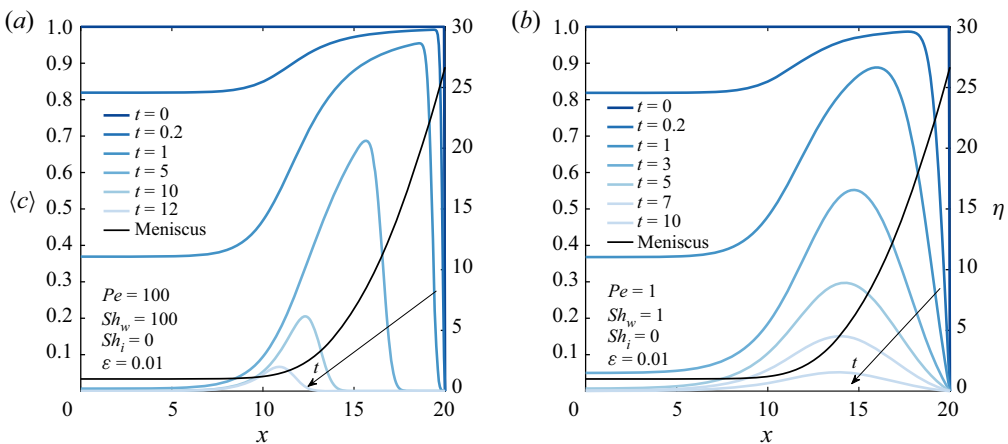 (a)
1.0
0.9
0.8
0.7
0.6
0.5
0.4
0.3
0.2
0.1
⟨c⟩
t = 0
t = 0.2
t = 1
t = 5
t = 10
t = 12
Meniscus
Pe = 100
Sh_w = 100
Sh_i = 0
ε = 0.01
t
30
25
20
15
10
5
0
0
5
10
15
20
x
(b)
1.0
0.9
0.8
0.7
0.6
0.5
0.4
0.3
0.2
0.1
t = 0
t = 0.2
t = 1
t = 3
t = 5
t = 7
t = 10
Meniscus
Pe = 1
Sh_w = 1
Sh_i = 0
ε = 0.01
t
30
25
20
15
10
5
0
η
0
5
10
15
20
x